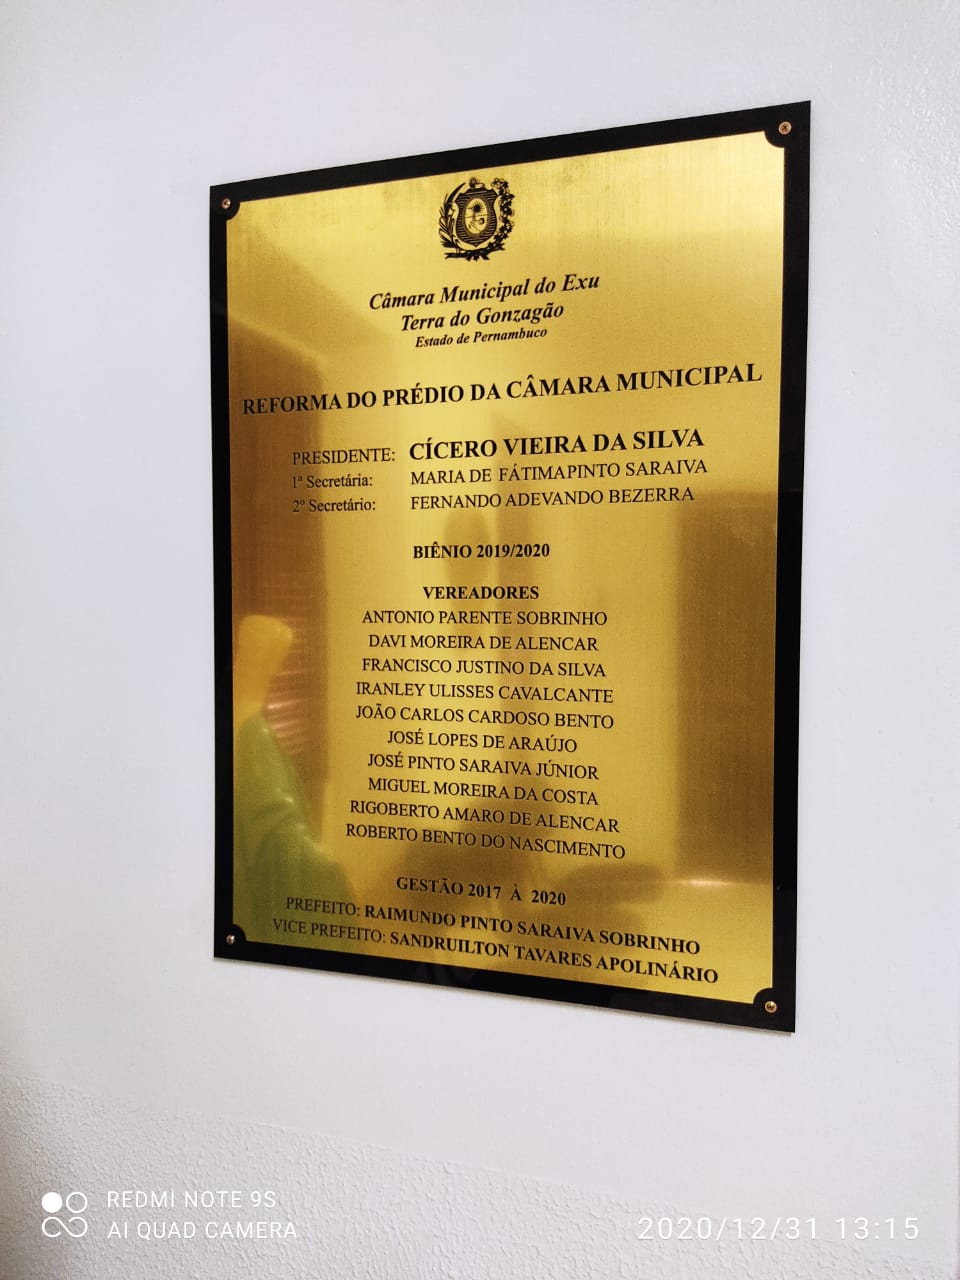 Câmara Municipal do Exu
Terra do Gonzagão
Estado de Pernambuco
REFORMA DO PRÉDIO DA CÂMARA MUNICIPAL
PRESIDENTE: CÍCERO VIEIRA DA SILVA
1ª Secretária: MARIA DE FÁTIMAPINTO SARAIVA
2º Secretário: FERNANDO ADEVANDO BEZERRA
BIÊNIO 2019/2020
VEREADORES
ANTONIO PARENTE SOBRINHO
DAVI MOREIRA DE ALENCAR
FRANCISCO JUSTINO DA SILVA
IRANLEY ULISSES CAVALCANTE
JOÃO CARLOS CARDOSO BENTO
JOSÉ LOPES DE ARAÚJO
JOSÉ PINTO SARAIVA JÚNIOR
MIGUEL MOREIRA DA COSTA
RIGOBERTO AMARO DE ALENCAR
ROBERTO BENTO DO NASCIMENTO
GESTÃO 2017 À 2020
PREFEITO: RAIMUNDO PINTO SARAIVA SOBRINHO
VICE PREFEITO: SANDRUILTON TAVARES APOLINÁRIO
REDMI NOTE 9S
AI QUAD CAMERA
2020/12/31 13:15